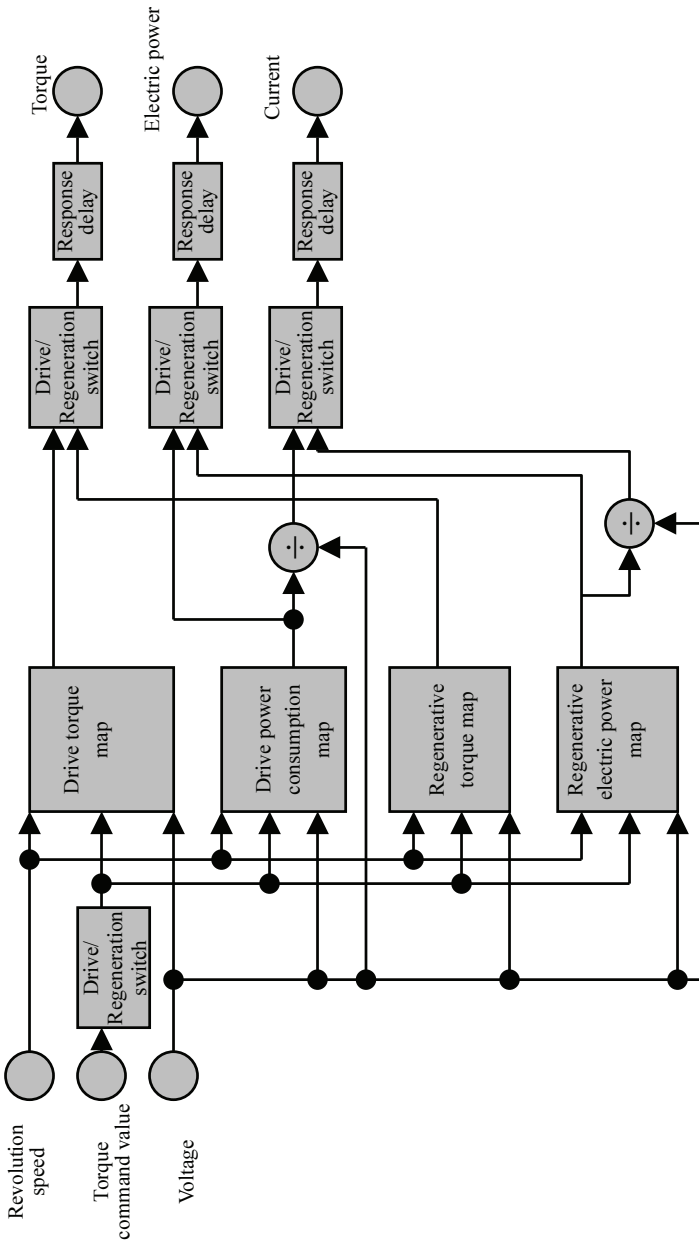 Revolution
speed
Torque
command value
Voltage
Drive/
Regeneration
switch
Drive torque
map
Drive power
consumption
map
Regenerative
torque map
Regenerative
electric power
map
÷
÷
Drive/
Regeneration
switch
Drive/
Regeneration
switch
Drive/
Regeneration
switch
Response
delay
Response
delay
Response
delay
Torque
Electric power
Current